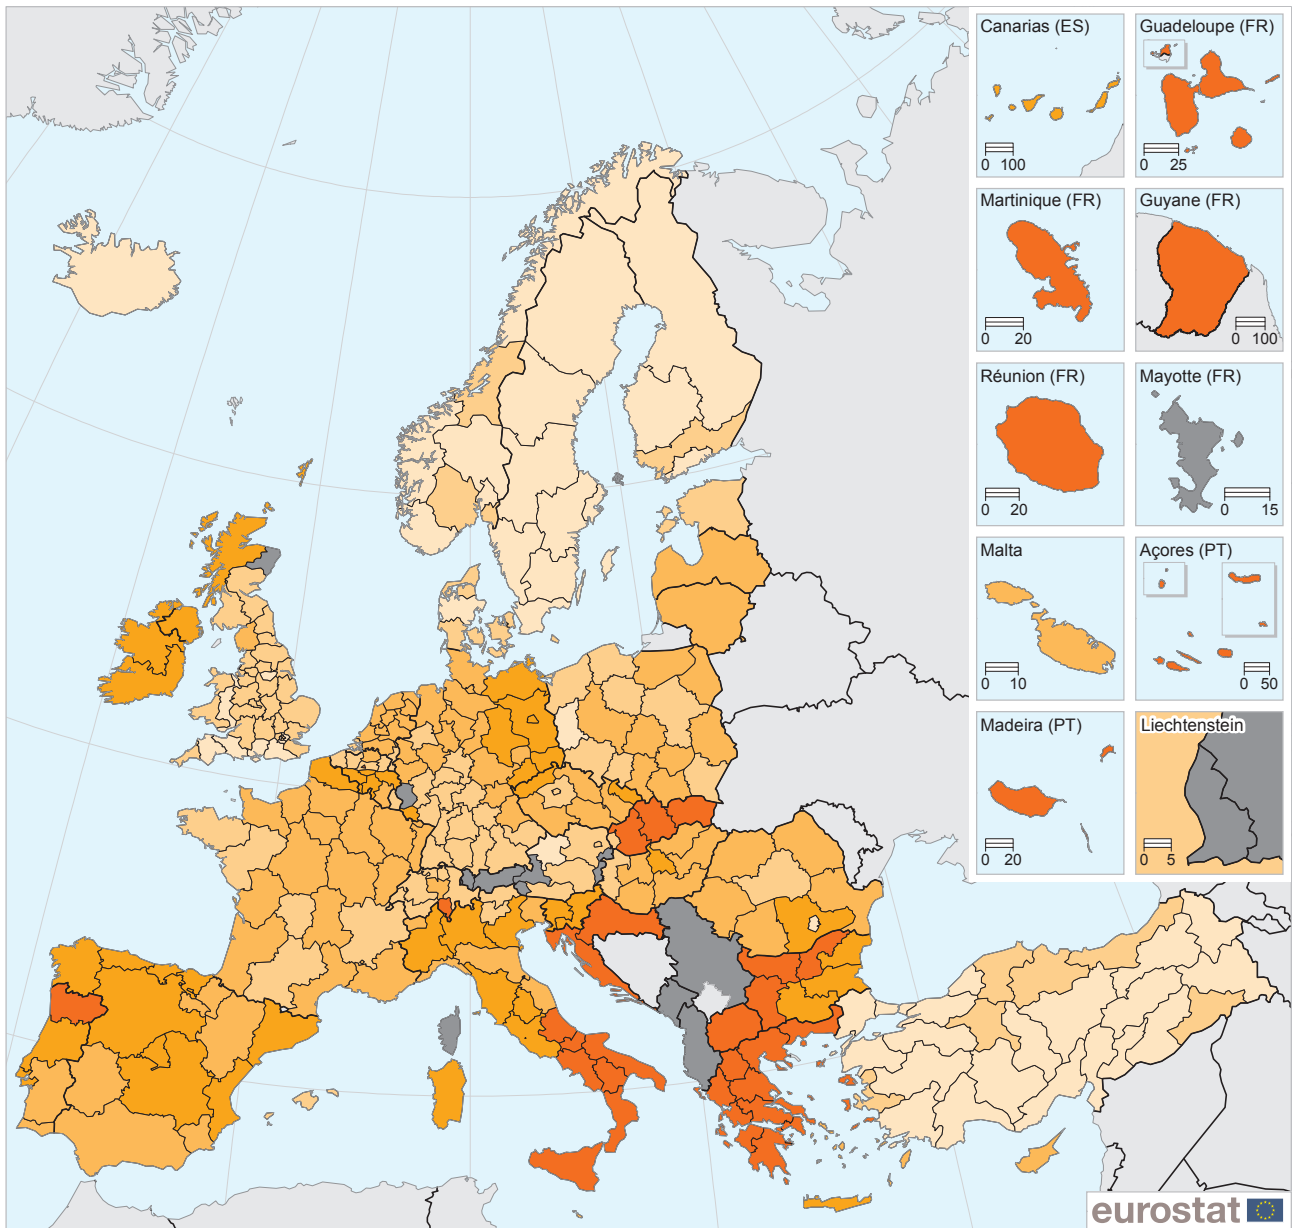 Canarias (ES)
0 100
Guadeloupe (FR)
0 25
Martinique (FR)
0 20
Guyane (FR)
0 100
Réunion (FR)
0 20
Mayotte (FR)
0 15
Malta
0 10
Açores (PT)
0 50
Madeira (PT)
0 20
Liechtenstein
0 5
eurostat